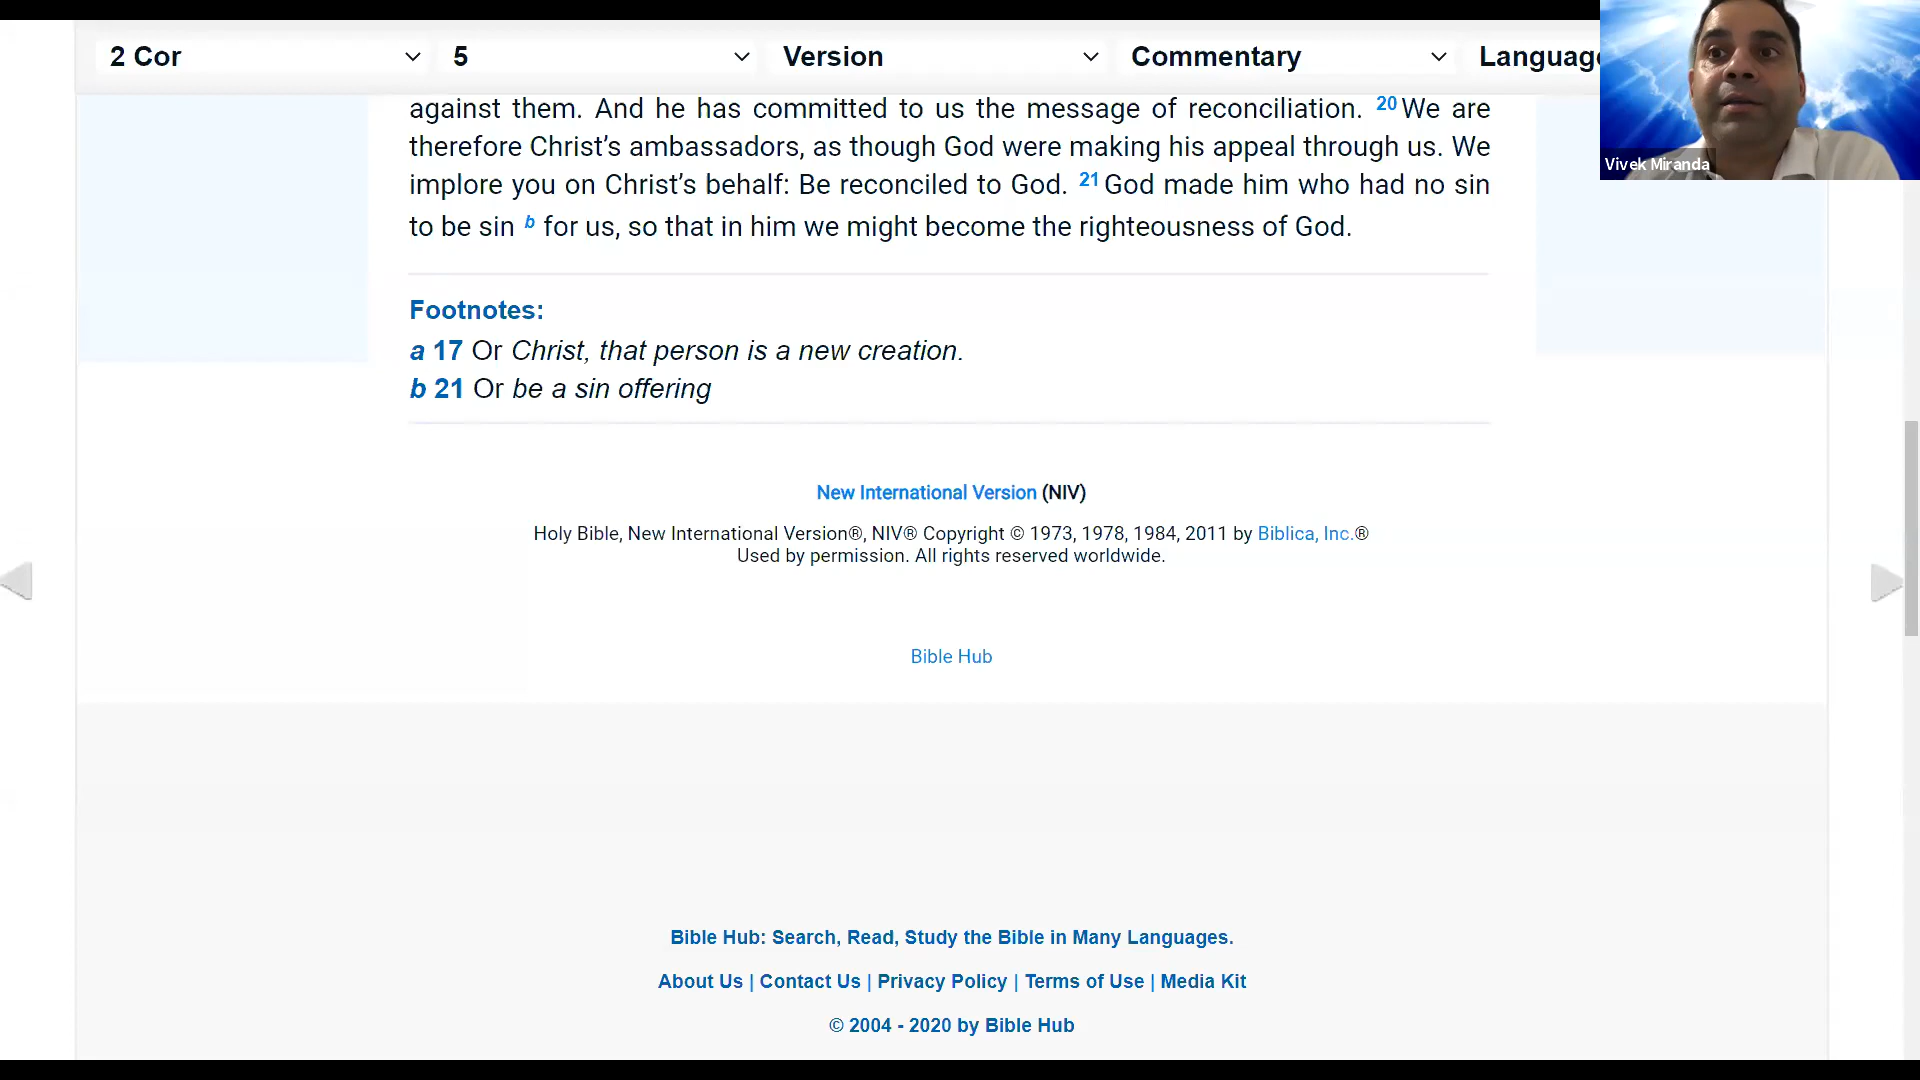 2 Cor 5 Version Commentary Language
Vivek Miranda
against them. And he has committed to us the message of reconciliation. 20 We are
therefore Christ’s ambassadors, as though God were making his appeal through us. We
implore you on Christ’s behalf: Be reconciled to God. 21 God made him who had no sin
to be sin b for us, so that in him we might become the righteousness of God.
Footnotes:
a 17 Or Christ, that person is a new creation.
b 21 Or be a sin offering
New International Version (NIV)
Holy Bible, New International Version®, NIV® Copyright © 1973, 1978, 1984, 2011 by Biblica, Inc.®
Used by permission. All rights reserved worldwide.
Bible Hub
Bible Hub: Search, Read, Study the Bible in Many Languages.
About Us | Contact Us | Privacy Policy | Terms of Use | Media Kit
© 2004 - 2020 by Bible Hub